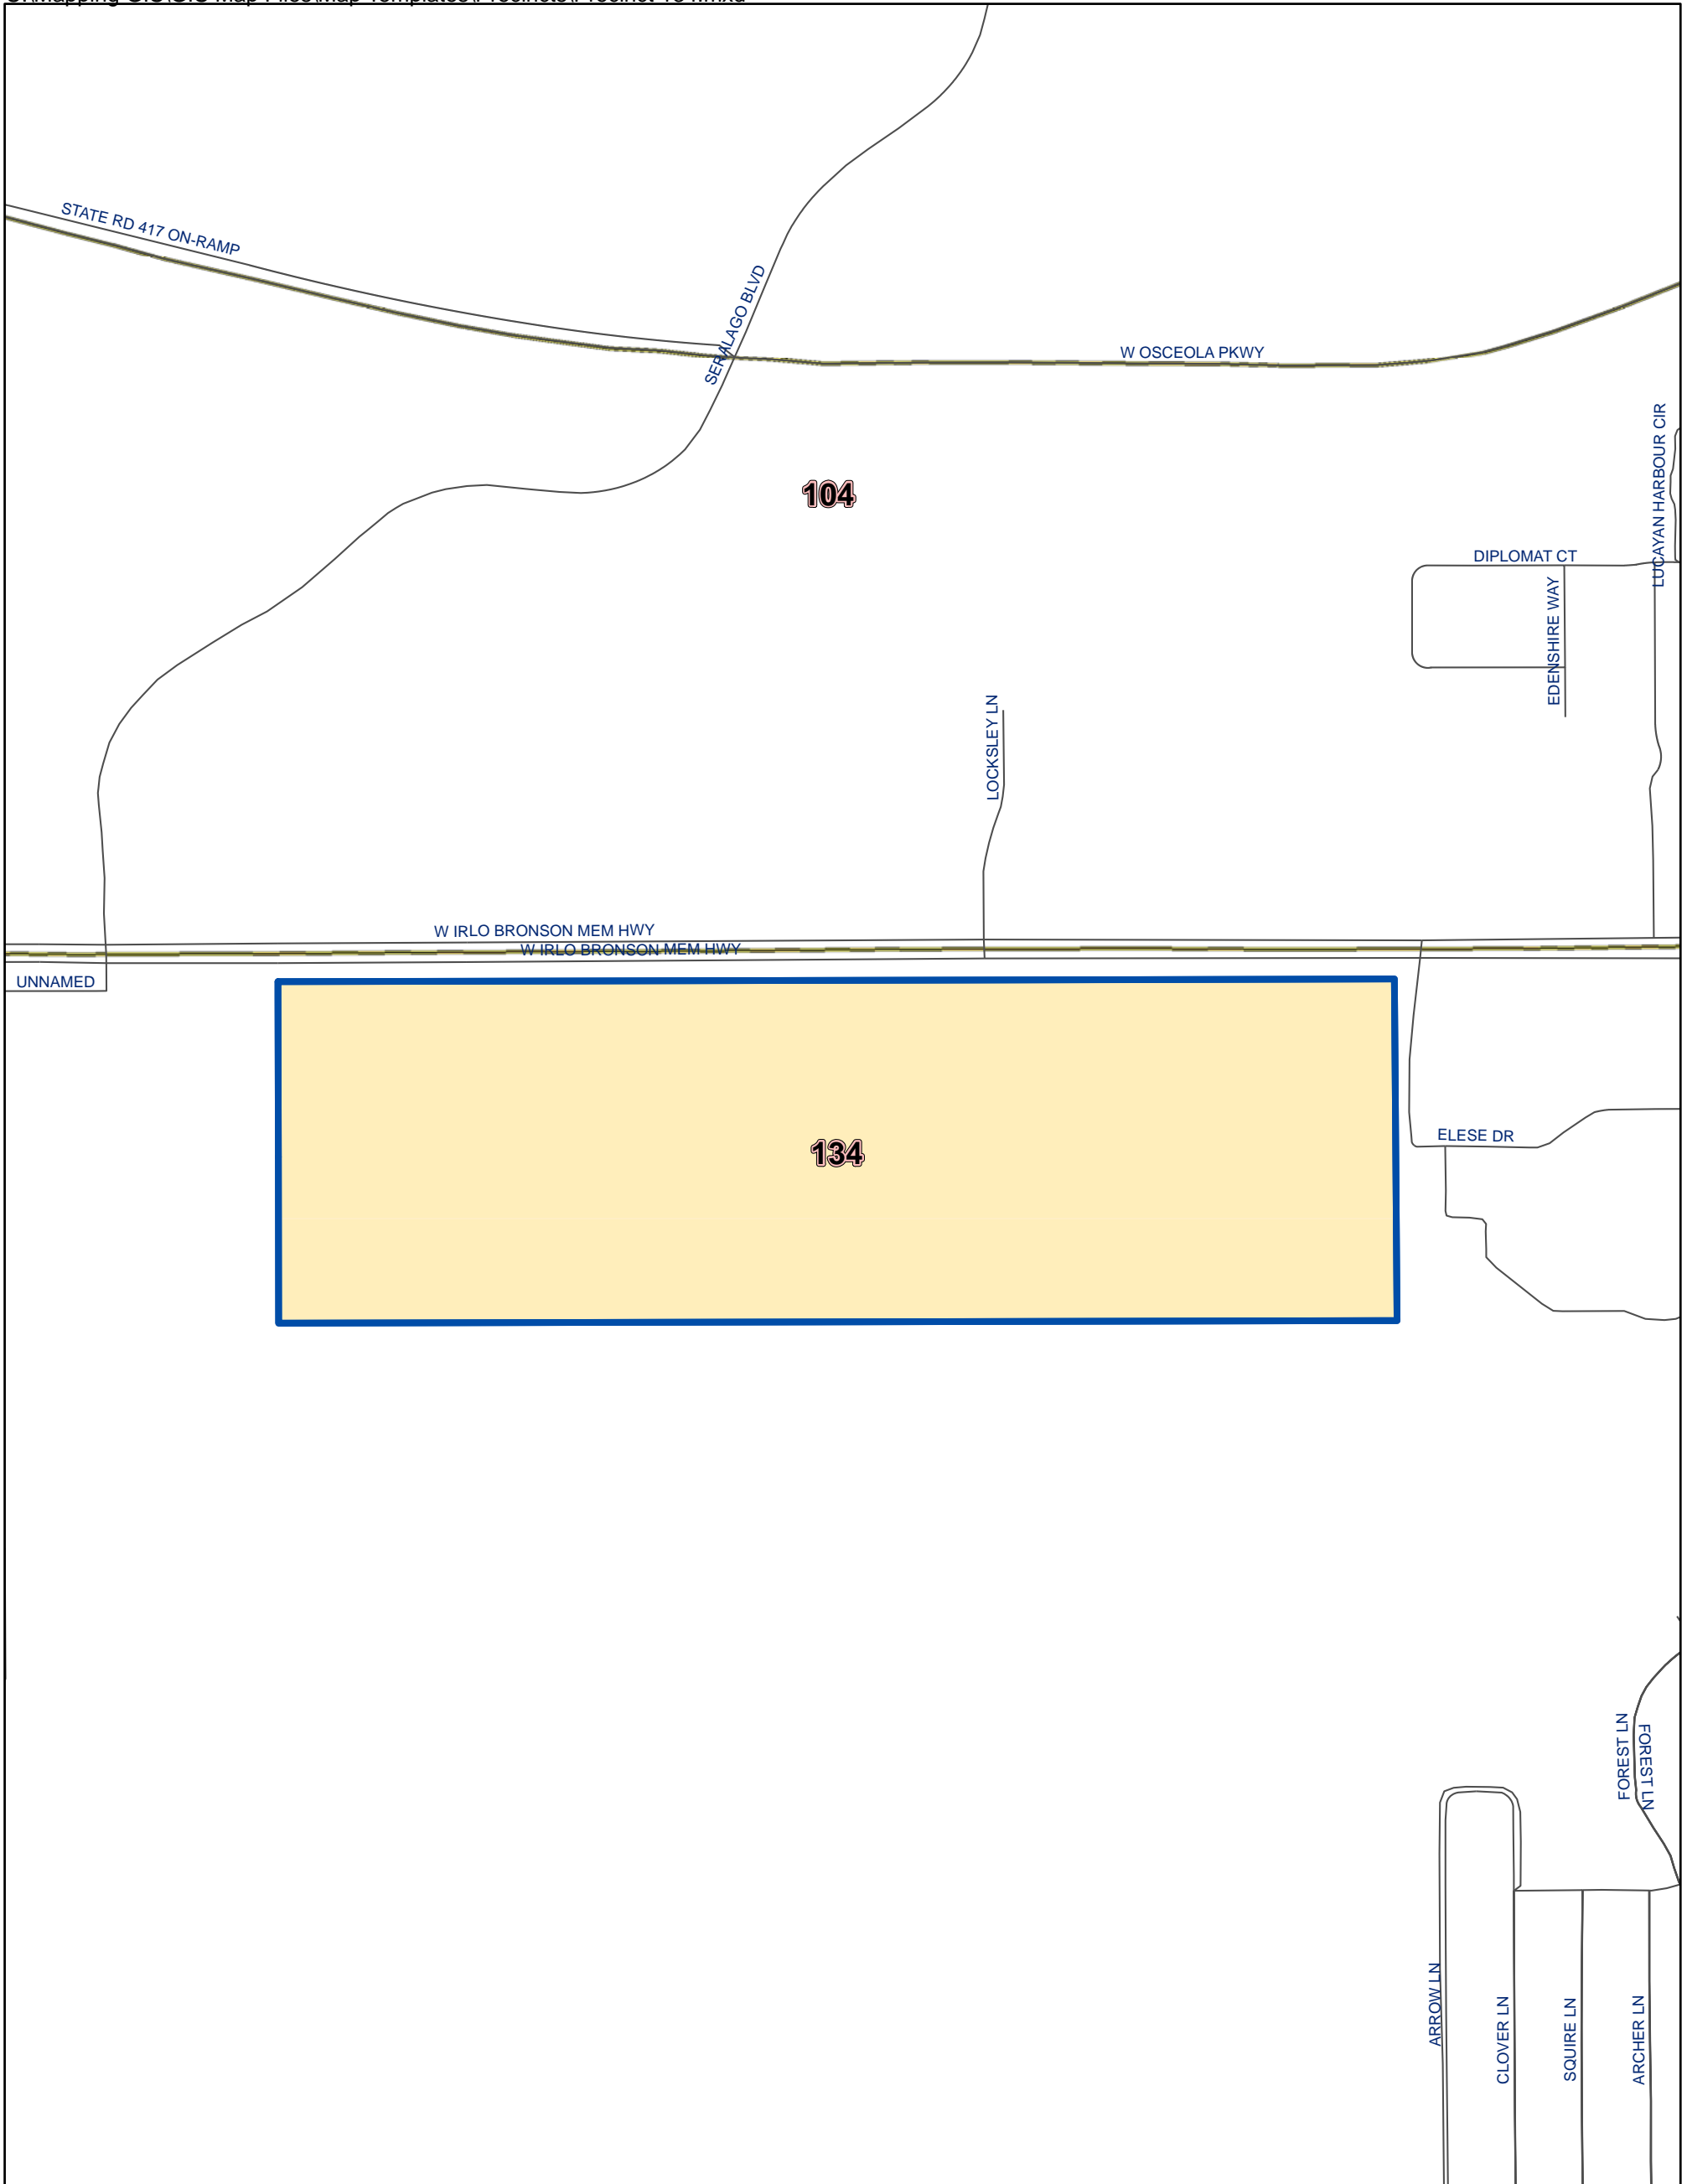 STATE RD 417 ON-RAMP
SERALAGO BLVD
W OSCEOLA PKWY
LUCAYAN HARBOUR CIR
104
DIPLOMAT CT
EDENSHIRE WAY
LOCKSLEY LN
W IRLO BRONSON MEM HWY
W IRLO BRONSON MEM HWY
UNNAMED
ELESE DR
134
FOREST LN
FOREST LN
ARROW LN
CLOVER LN
SQUIRE LN
ARCHER LN